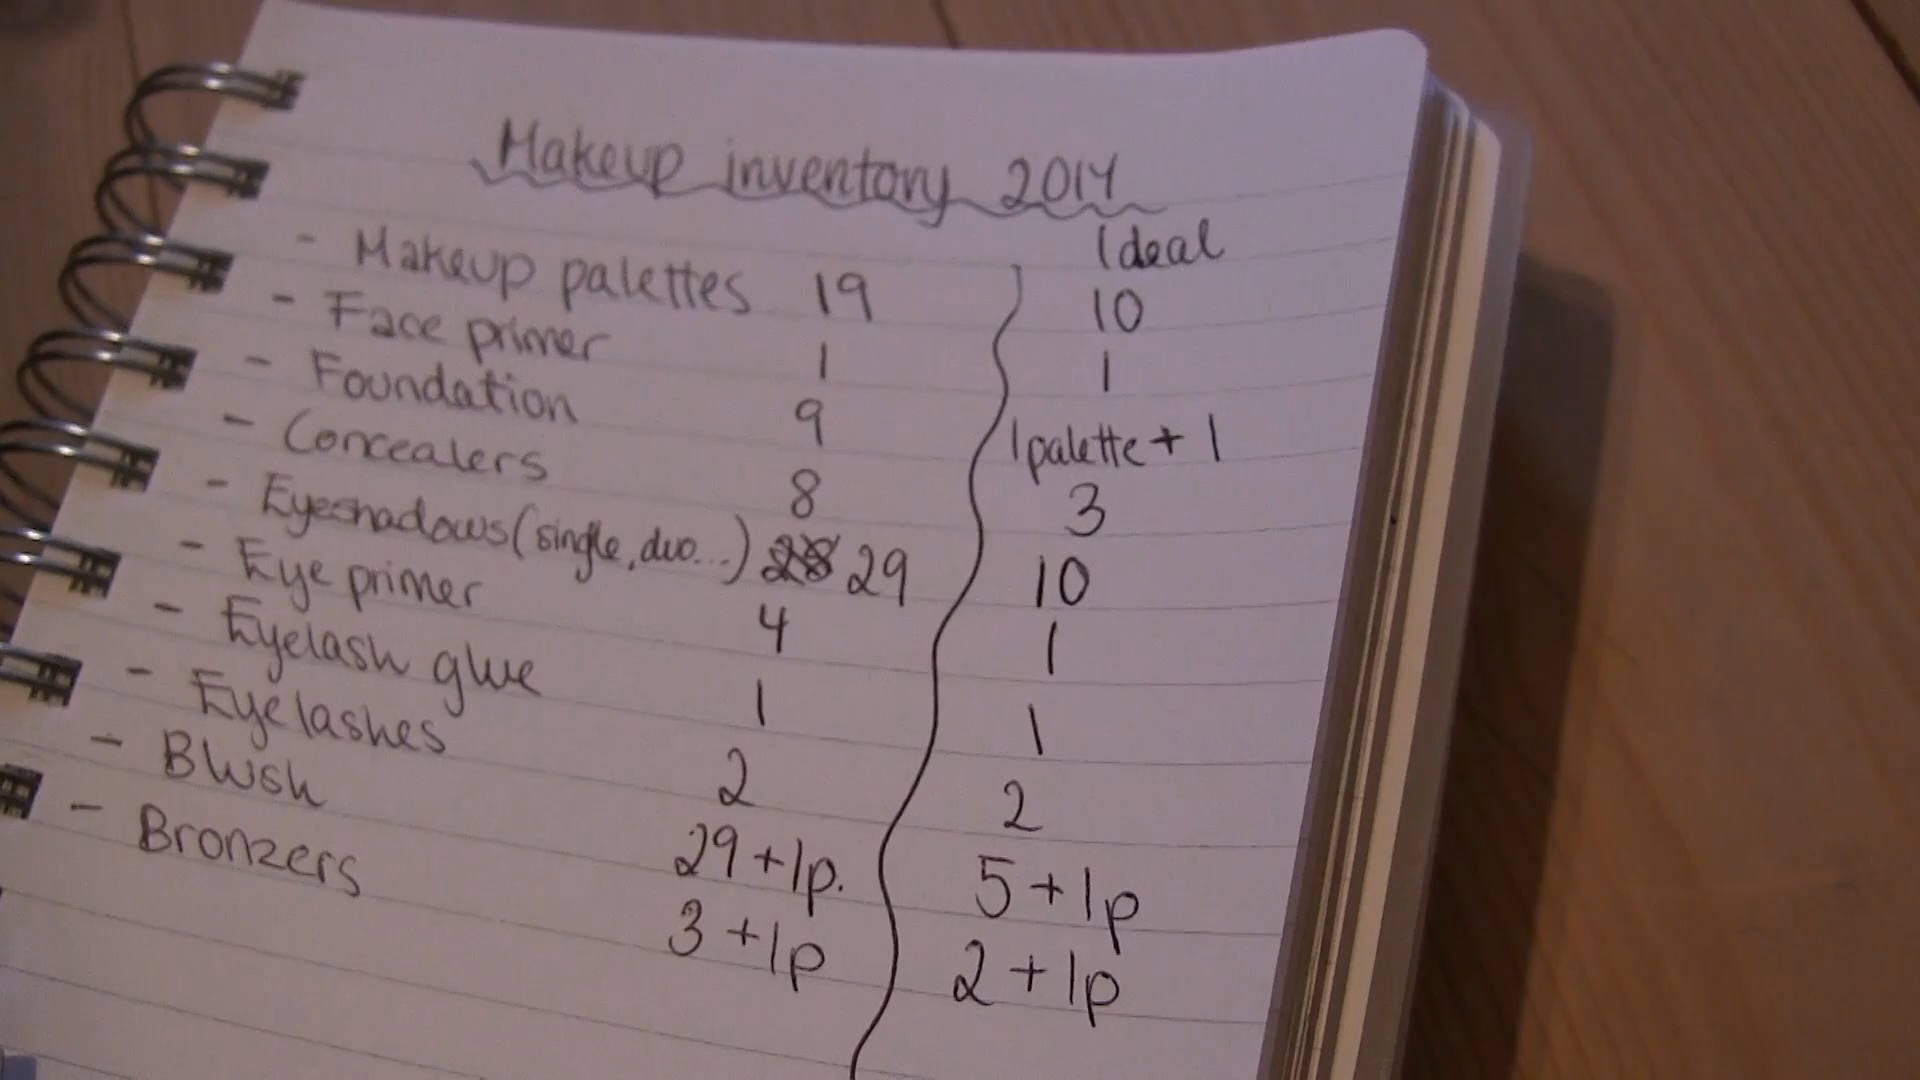 Makeup inventory 2014
Ideal
- Makeup palettes 19 10
- Face primer 1 1
- Foundation 9 1 palette + 1
- Concealers 8 3
- Eyeshadows (single, duo...) 28 29 10
- Eye primer 4 1
- Eyelash glue 1 1
- Eyelashes 2 2
- Blush 29 + 1p. 5 + 1p
- Bronzers 3 + 1p 2 + 1p